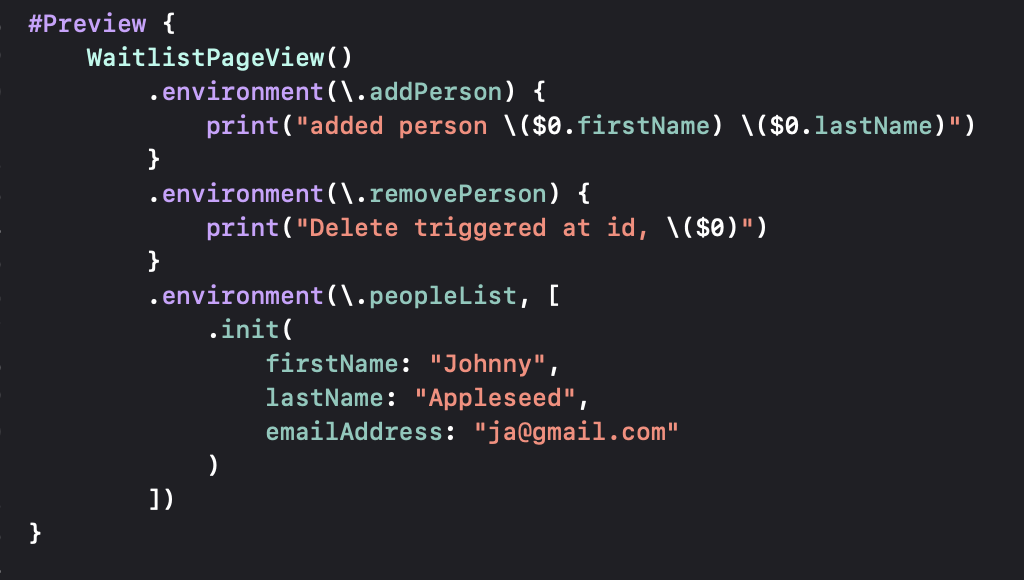 #Preview {
    WaitlistPageView()
        .environment(\.addPerson) {
            print("added person \($0.firstName) \($0.lastName)")
        }
        .environment(\.removePerson) {
            print("Delete triggered at id, \($0)")
        }
        .environment(\.peopleList, [
            .init(
                firstName: "Johnny",
                lastName: "Appleseed",
                emailAddress: "ja@gmail.com"
            )
        ])
}